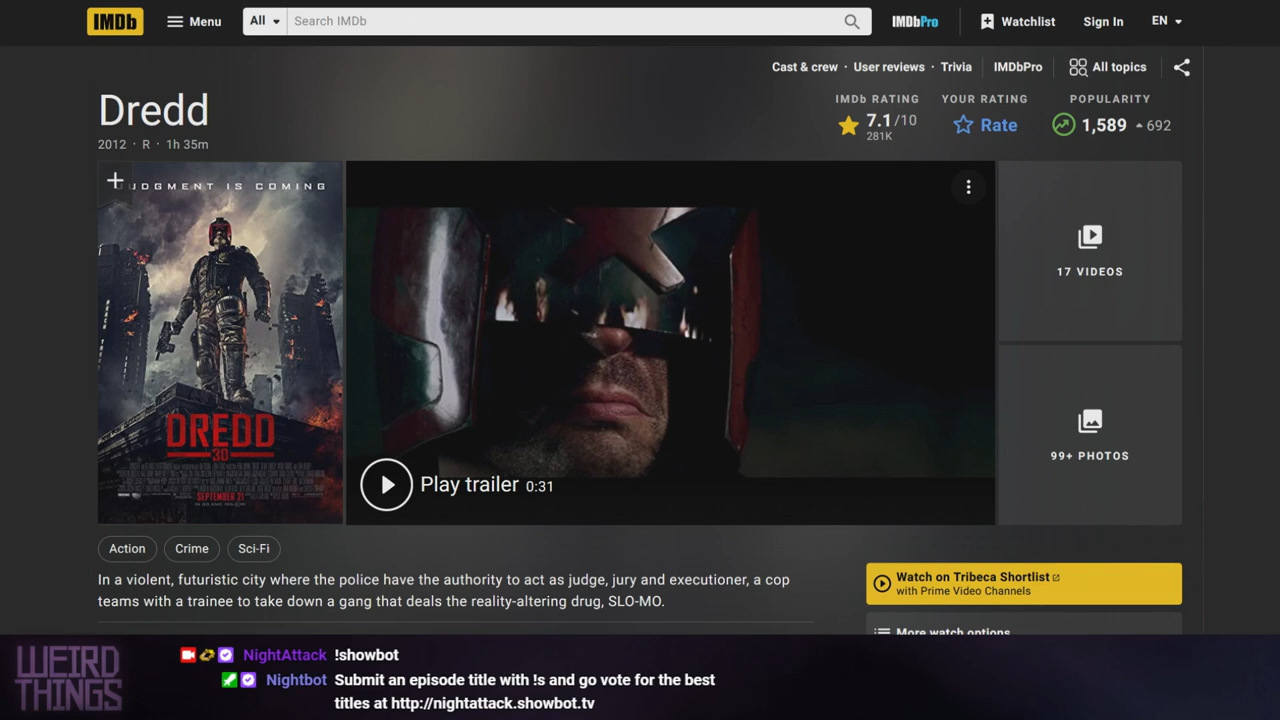 IMDb
Menu
All
Search IMDb
IMDbPro
Watchlist
Sign In
EN
Cast & crew · User reviews · Trivia
IMDbPro
All topics
Dredd
2012 · R · 1h 35m
IMDb RATING
7.1/10
281K
YOUR RATING
Rate
POPULARITY
1,589
692
JUDGMENT IS COMING
DREDD
3D
SEPTEMBER 21
Play trailer 0:31
17 VIDEOS
99+ PHOTOS
Action
Crime
Sci-Fi
In a violent, futuristic city where the police have the authority to act as judge, jury and executioner, a cop
teams with a trainee to take down a gang that deals the reality-altering drug, SLO-MO.
Watch on Tribeca Shortlist
with Prime Video Channels
More watch options
WEIRD
THINGS
NightAttack !showbot
Nightbot Submit an episode title with !s and go vote for the best
titles at http://nightattack.showbot.tv